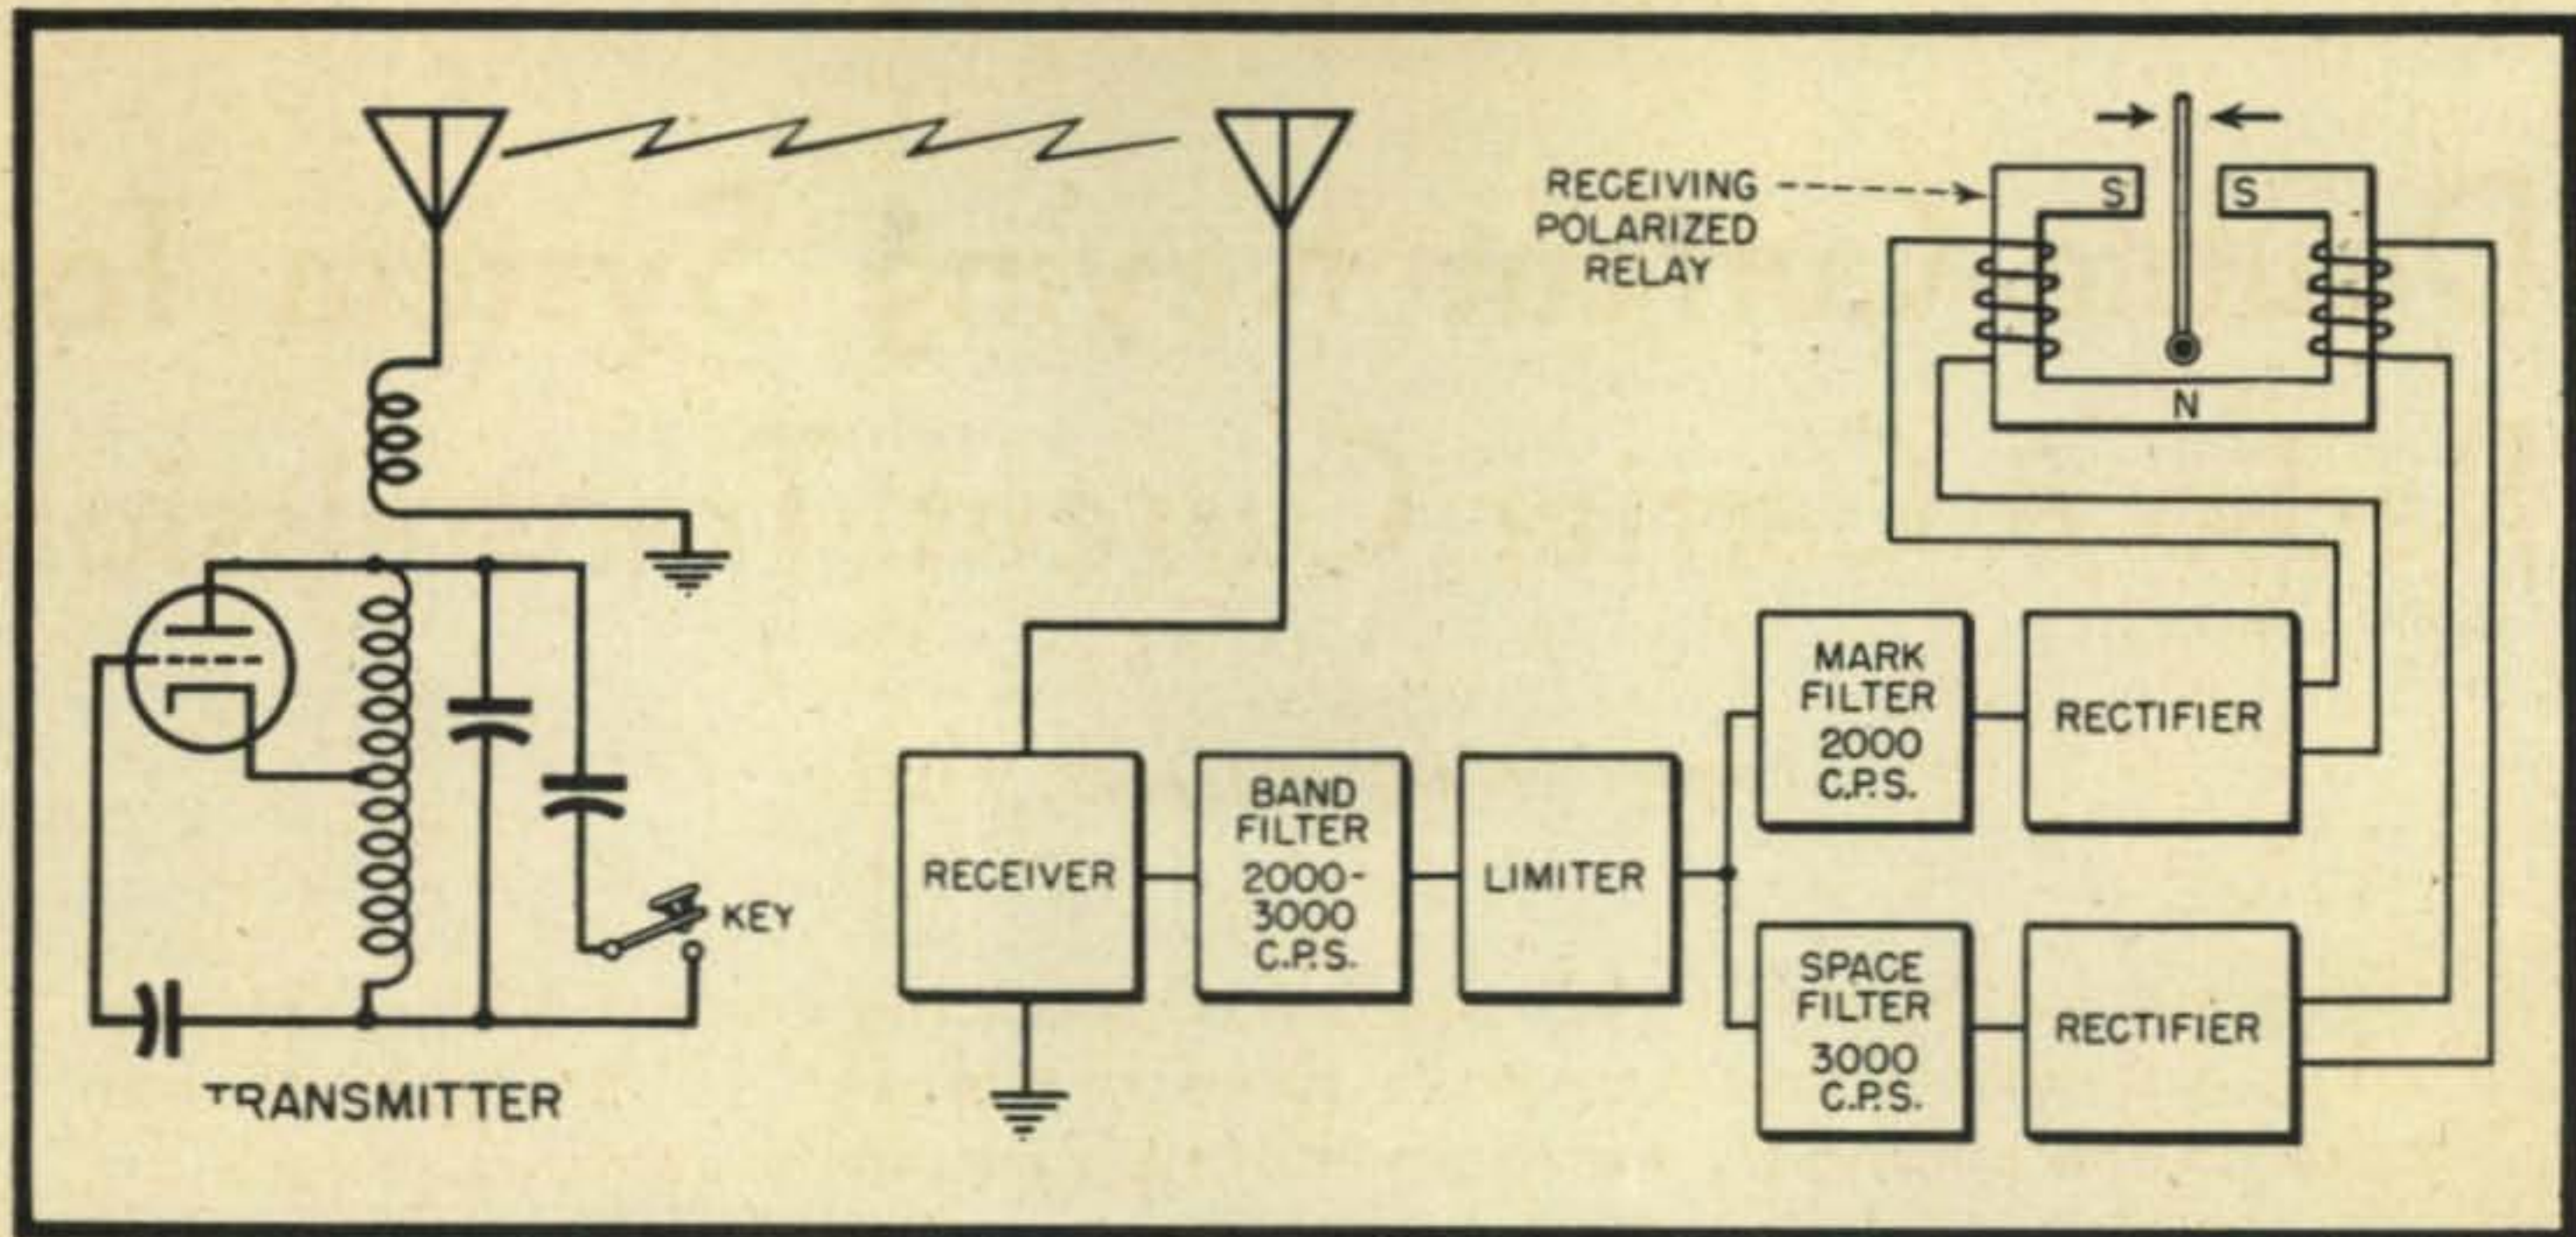 RECEIVING
POLARIZED
RELAY
S
S
N
KEY
TRANSMITTER
RECEIVER
BAND
FILTER
2000-
3000
C.P.S.
LIMITER
MARK
FILTER
2000
C.P.S.
RECTIFIER
SPACE
FILTER
3000
C.P.S.
RECTIFIER